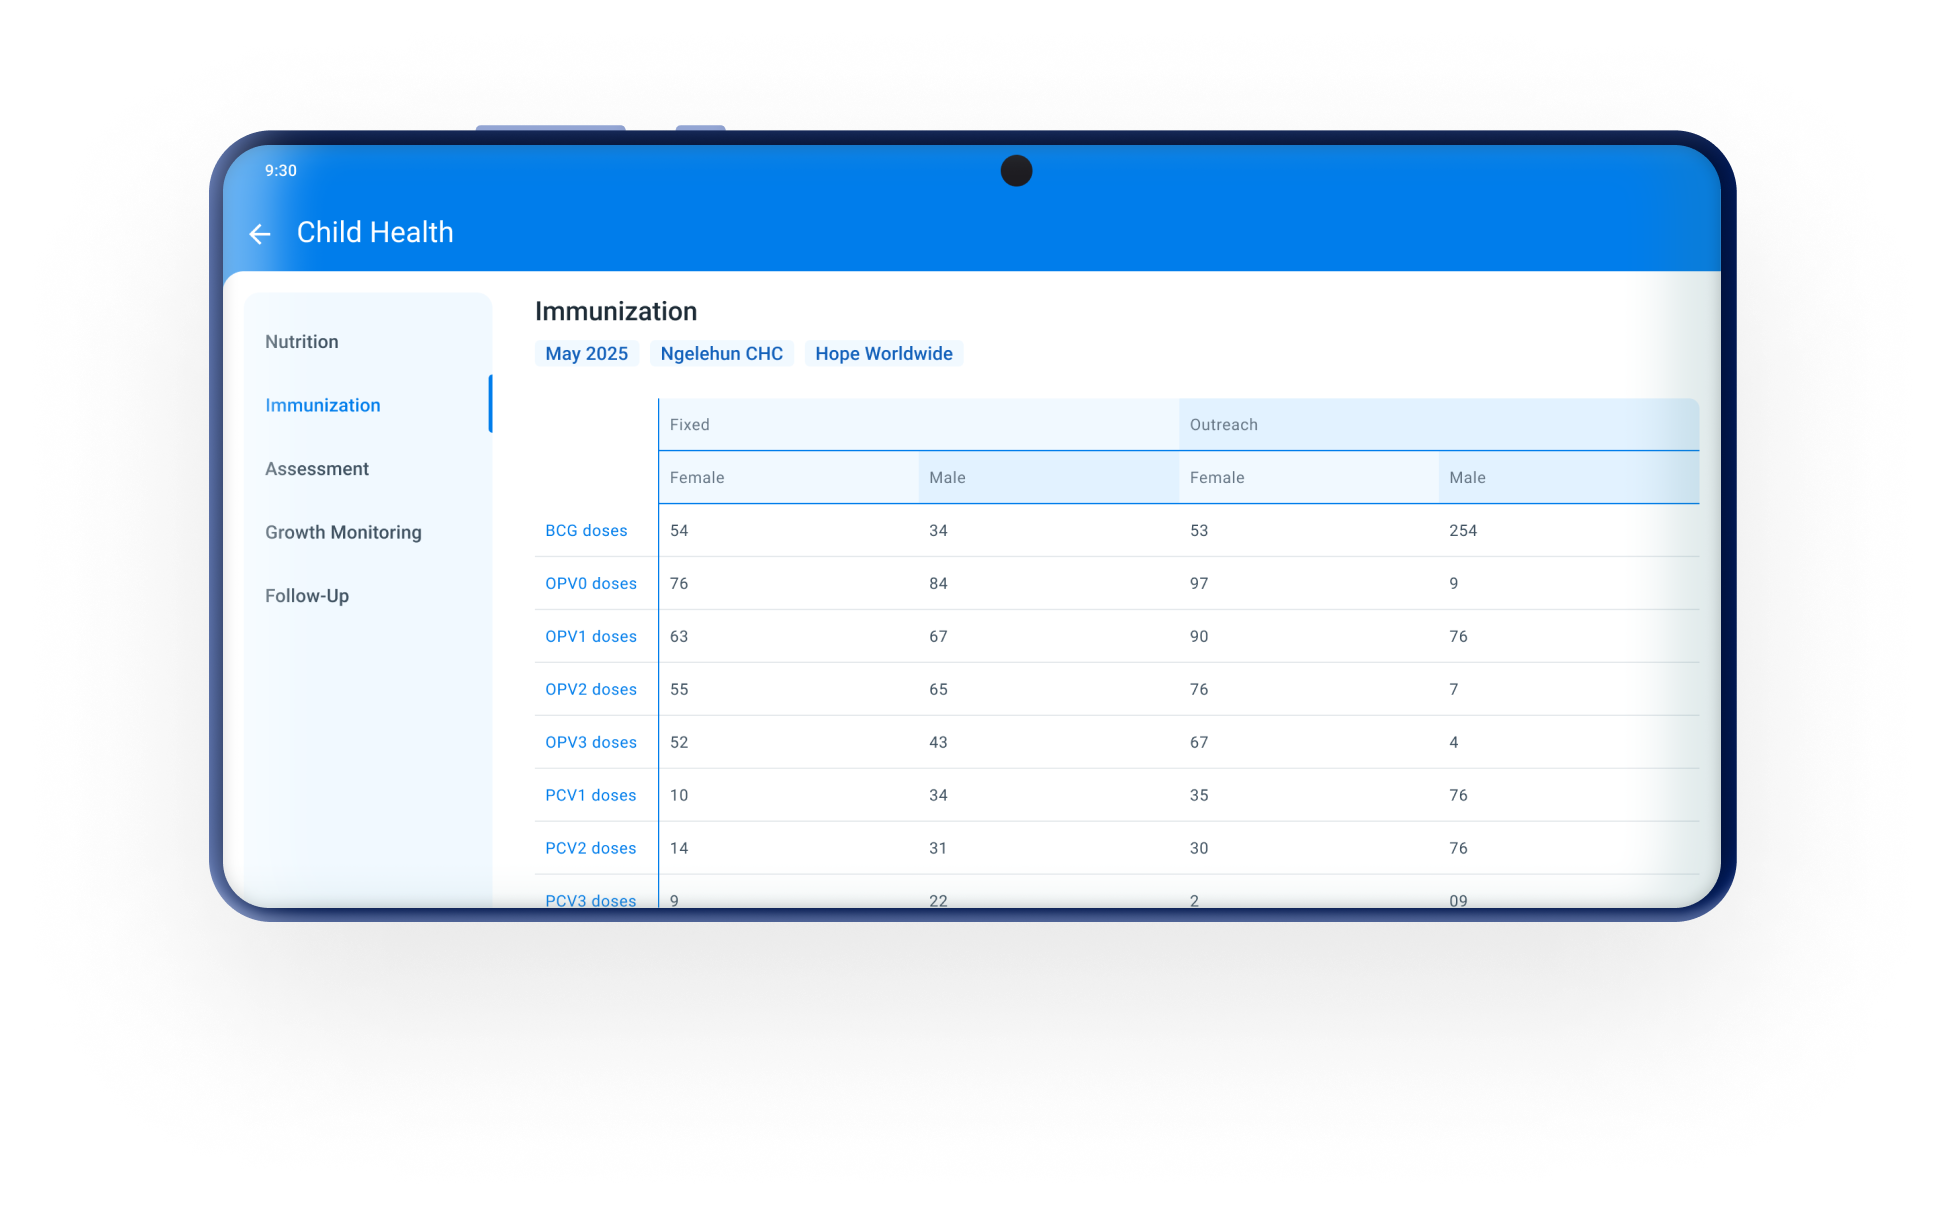 9:30
Child Health
Nutrition
Immunization
Assessment
Growth Monitoring
Follow-Up
Immunization
May 2025 Ngelehun CHC Hope Worldwide
Fixed Outreach
Female Male Female Male
BCG doses 54 34 53 254
OPV0 doses 76 84 97 9
OPV1 doses 63 67 90 76
OPV2 doses 55 65 76 7
OPV3 doses 52 43 67 4
PCV1 doses 10 34 35 76
PCV2 doses 14 31 30 76
PCV3 doses 9 22 2 09